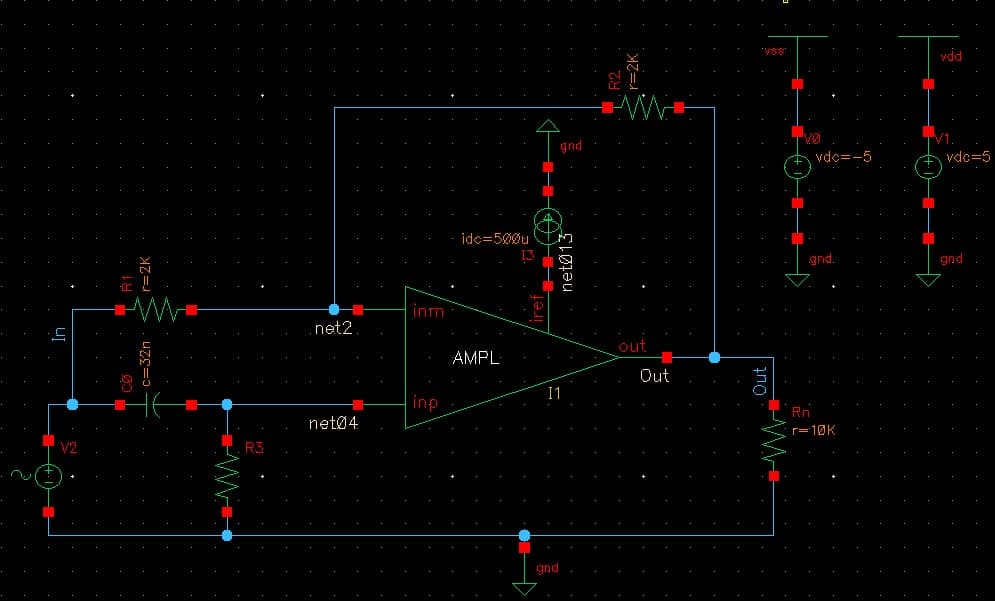 vss
vdd
V0
vdc=-5
V1
vdc=5
gnd
gnd
R2
r=2K
gnd
idc=500u
I3
net013
iref
R1
r=2K
In
net2
inm
AMPL
out
Out
I1
C0
c=32n
net04
inp
V2
R3
Out
Rn
r=10K
gnd